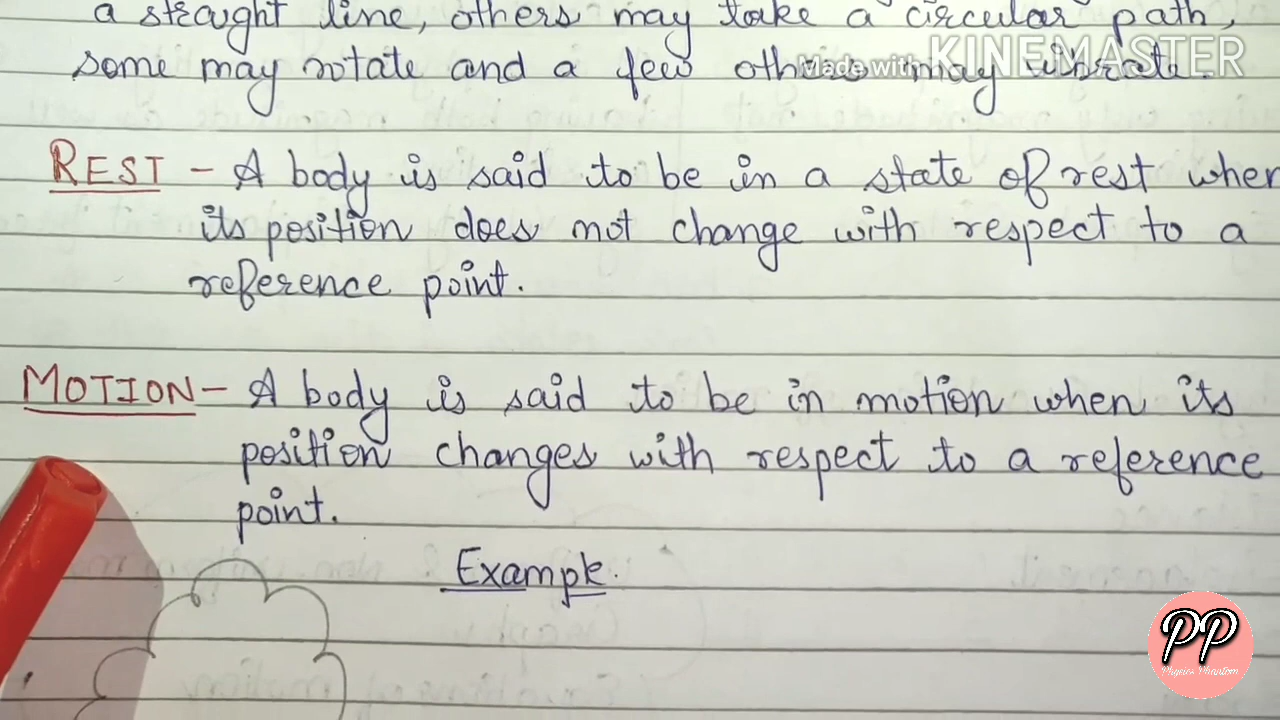 a straight line, others may take a circular path,
some may rotate and a few others may vibrate.
Made with KINEMASTER
REST - A body is said to be in a state of rest when
its position does not change with respect to a
reference point.
MOTION - A body is said to be in motion when its
position changes with respect to a reference
point.
Example.
PP
Physics Phantom